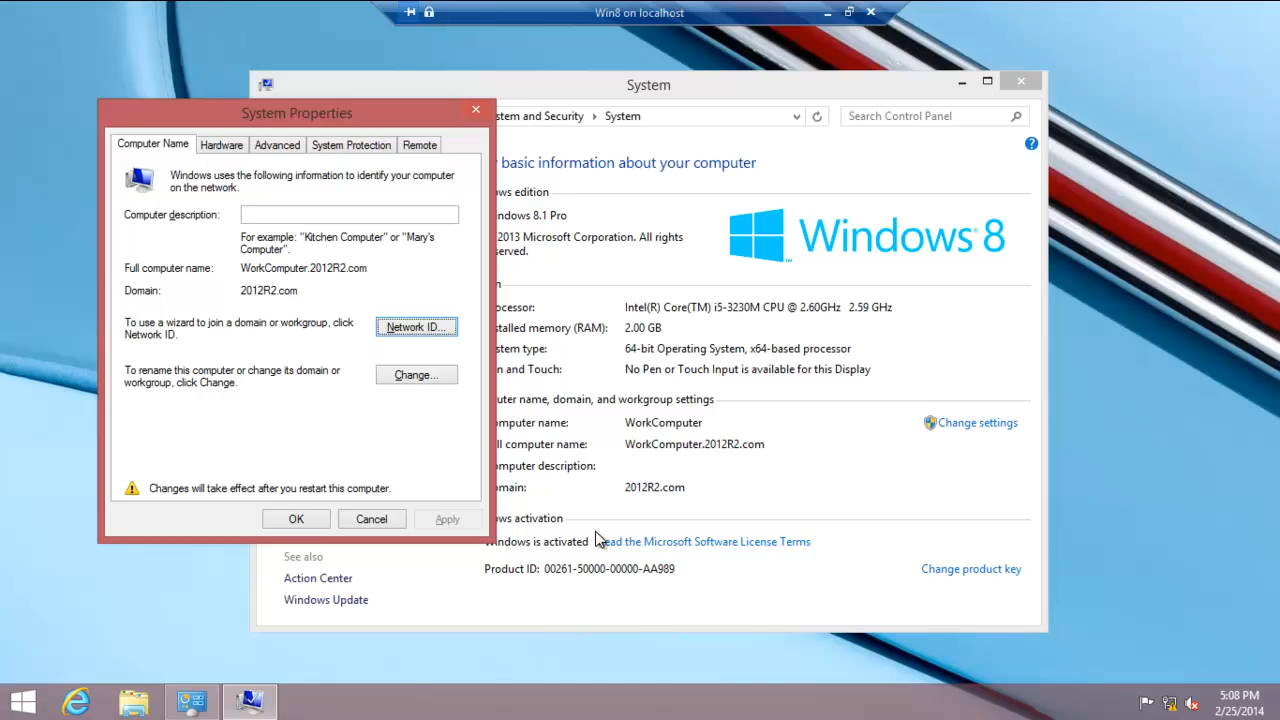 Win8 on localhost
System
System Properties
stem and Security
System
Search Control Panel
Computer Name
Hardware
Advanced
System Protection
Remote
basic information about your computer
Windows uses the following information to identify your computer
on the network.
Computer description:
For example: "Kitchen Computer" or "Mary's
Computer".
Full computer name:
WorkComputer.2012R2.com
Domain:
2012R2.com
To use a wizard to join a domain or workgroup, click
Network ID.
Network ID...
To rename this computer or change its domain or
workgroup, click Change.
Change...
Changes will take effect after you restart this computer.
OK
Cancel
Apply
ows edition
ndows 8.1 Pro
2013 Microsoft Corporation. All rights
served.
Windows 8
ocessor:
Intel(R) Core(TM) i5-3230M CPU @ 2.60GHz 2.59 GHz
stalled memory (RAM):
2.00 GB
stem type:
64-bit Operating System, x64-based processor
n and Touch:
No Pen or Touch Input is available for this Display
uter name, domain, and workgroup settings
mputer name:
WorkComputer
Change settings
ll computer name:
WorkComputer.2012R2.com
mputer description:
main:
2012R2.com
ows activation
Windows is activated
ead the Microsoft Software License Terms
Product ID: 00261-50000-00000-AA989
Change product key
See also
Action Center
Windows Update
5:08 PM
2/25/2014